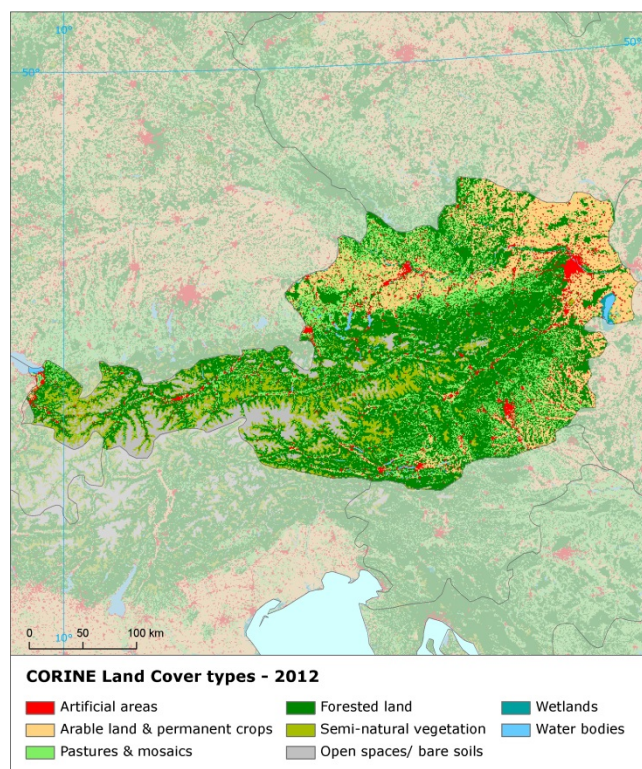 10°
50°
50°
10°
0 50 100 km
CORINE Land Cover types - 2012
Artificial areas
Forested land
Wetlands
Arable land & permanent crops
Semi-natural vegetation
Water bodies
Pastures & mosaics
Open spaces/ bare soils